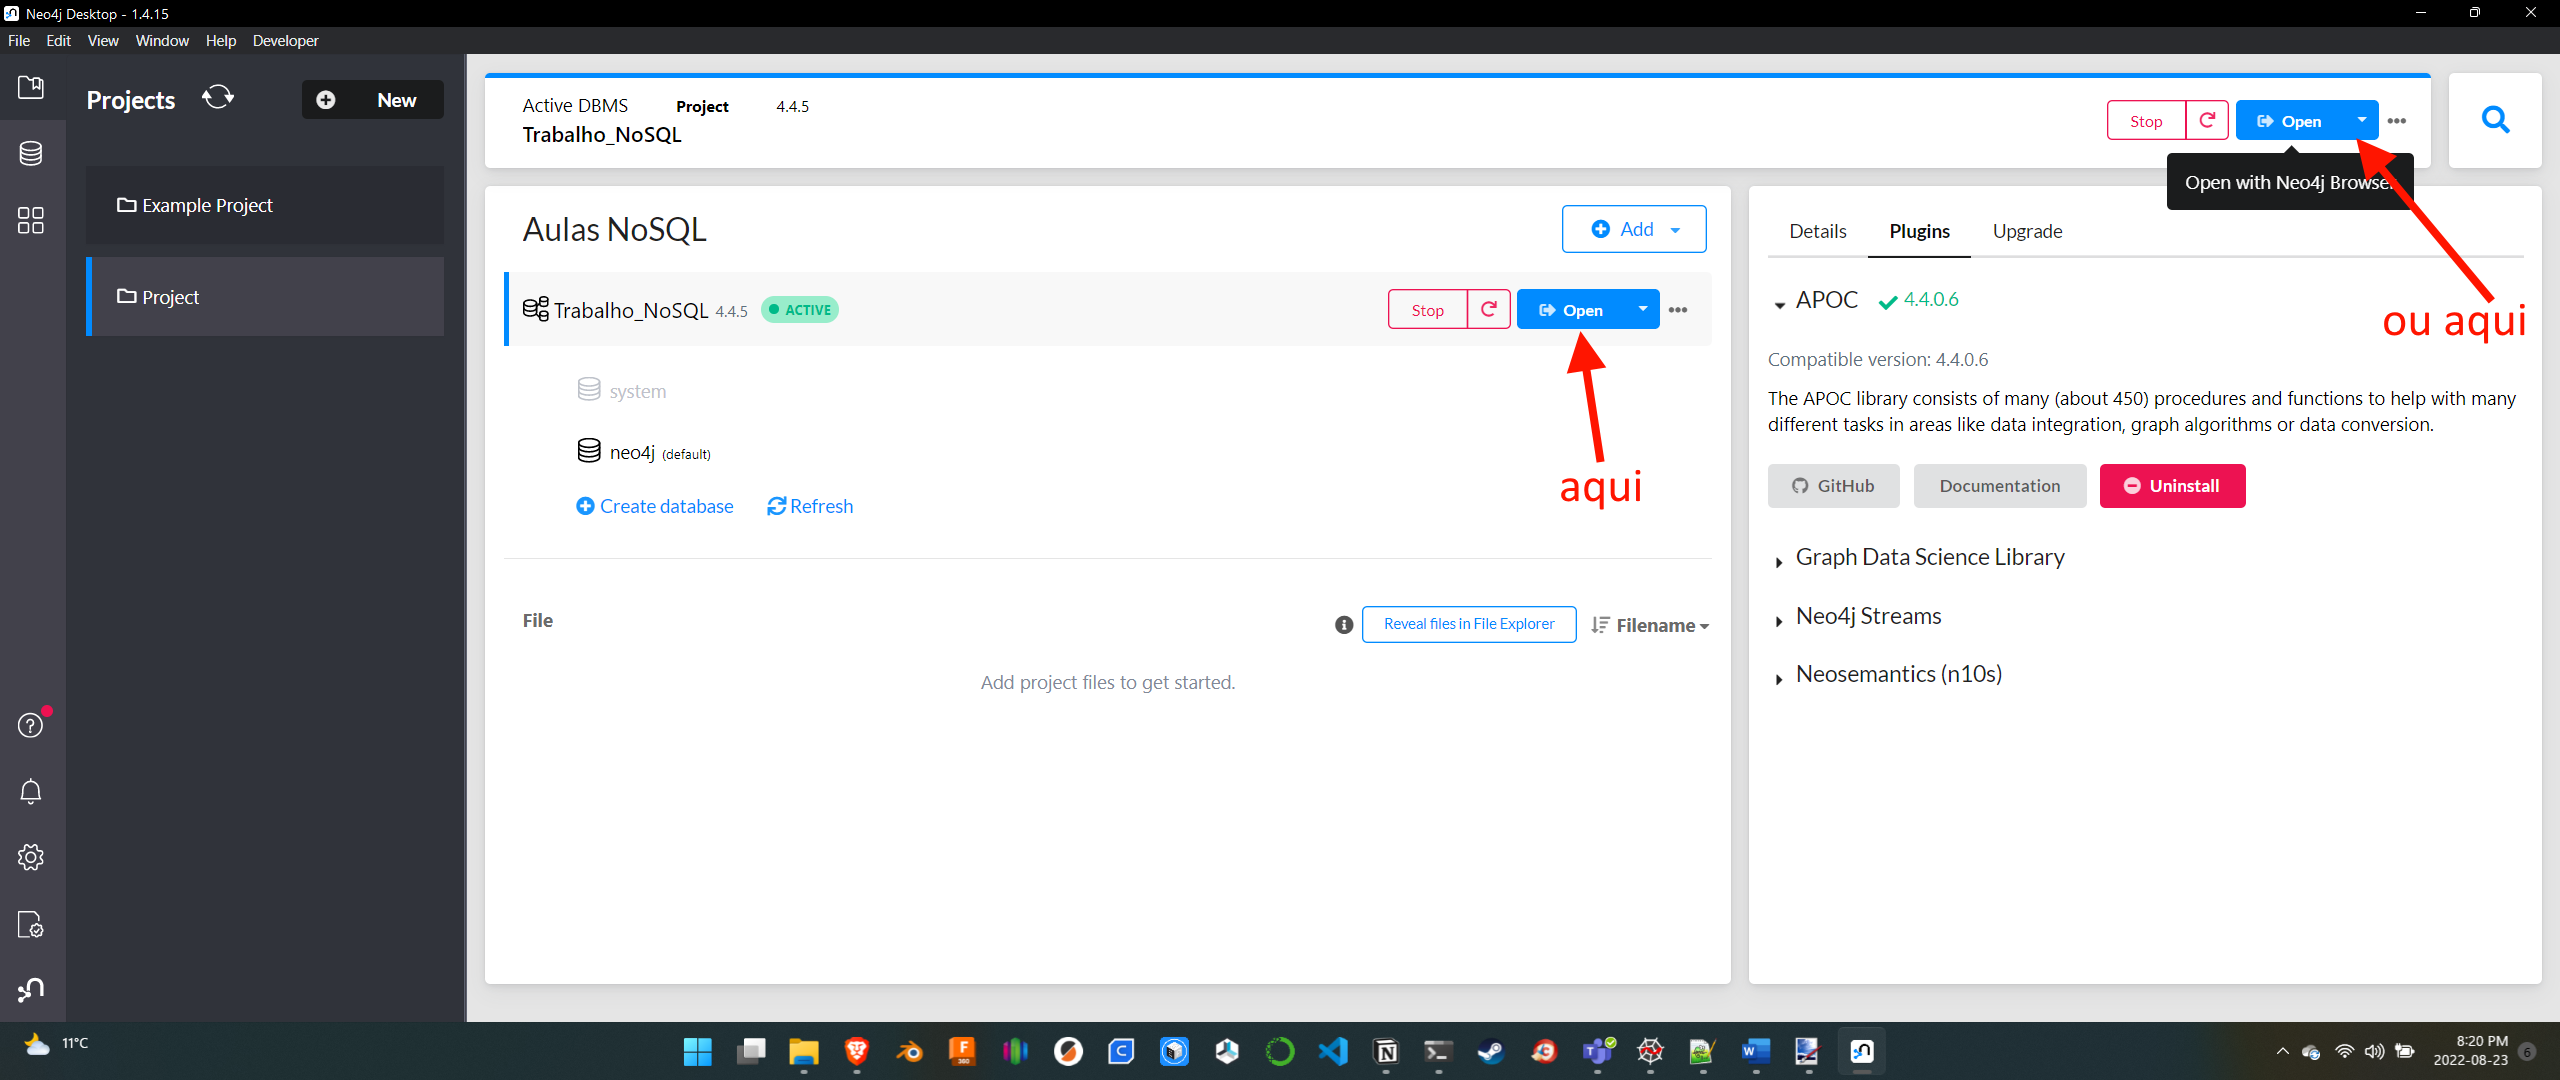 Neo4j Desktop - 1.4.15
File Edit View Window Help Developer
Projects
New
Example Project
Project
Active DBMS Project 4.4.5
Trabalho_NoSQL
Stop
Open
Open with Neo4j Browse
Aulas NoSQL
Add
Trabalho_NoSQL 4.4.5 ACTIVE
Stop
Open
system
neo4j (default)
Create database Refresh
aqui
File
Reveal files in File Explorer
Filename
Add project files to get started.
Details Plugins Upgrade
APOC 4.4.0.6
ou aqui
Compatible version: 4.4.0.6
The APOC library consists of many (about 450) procedures and functions to help with many
different tasks in areas like data integration, graph algorithms or data conversion.
GitHub Documentation Uninstall
Graph Data Science Library
Neo4j Streams
Neosemantics (n10s)
11°C
F
360
8:20 PM
2022-08-23
6